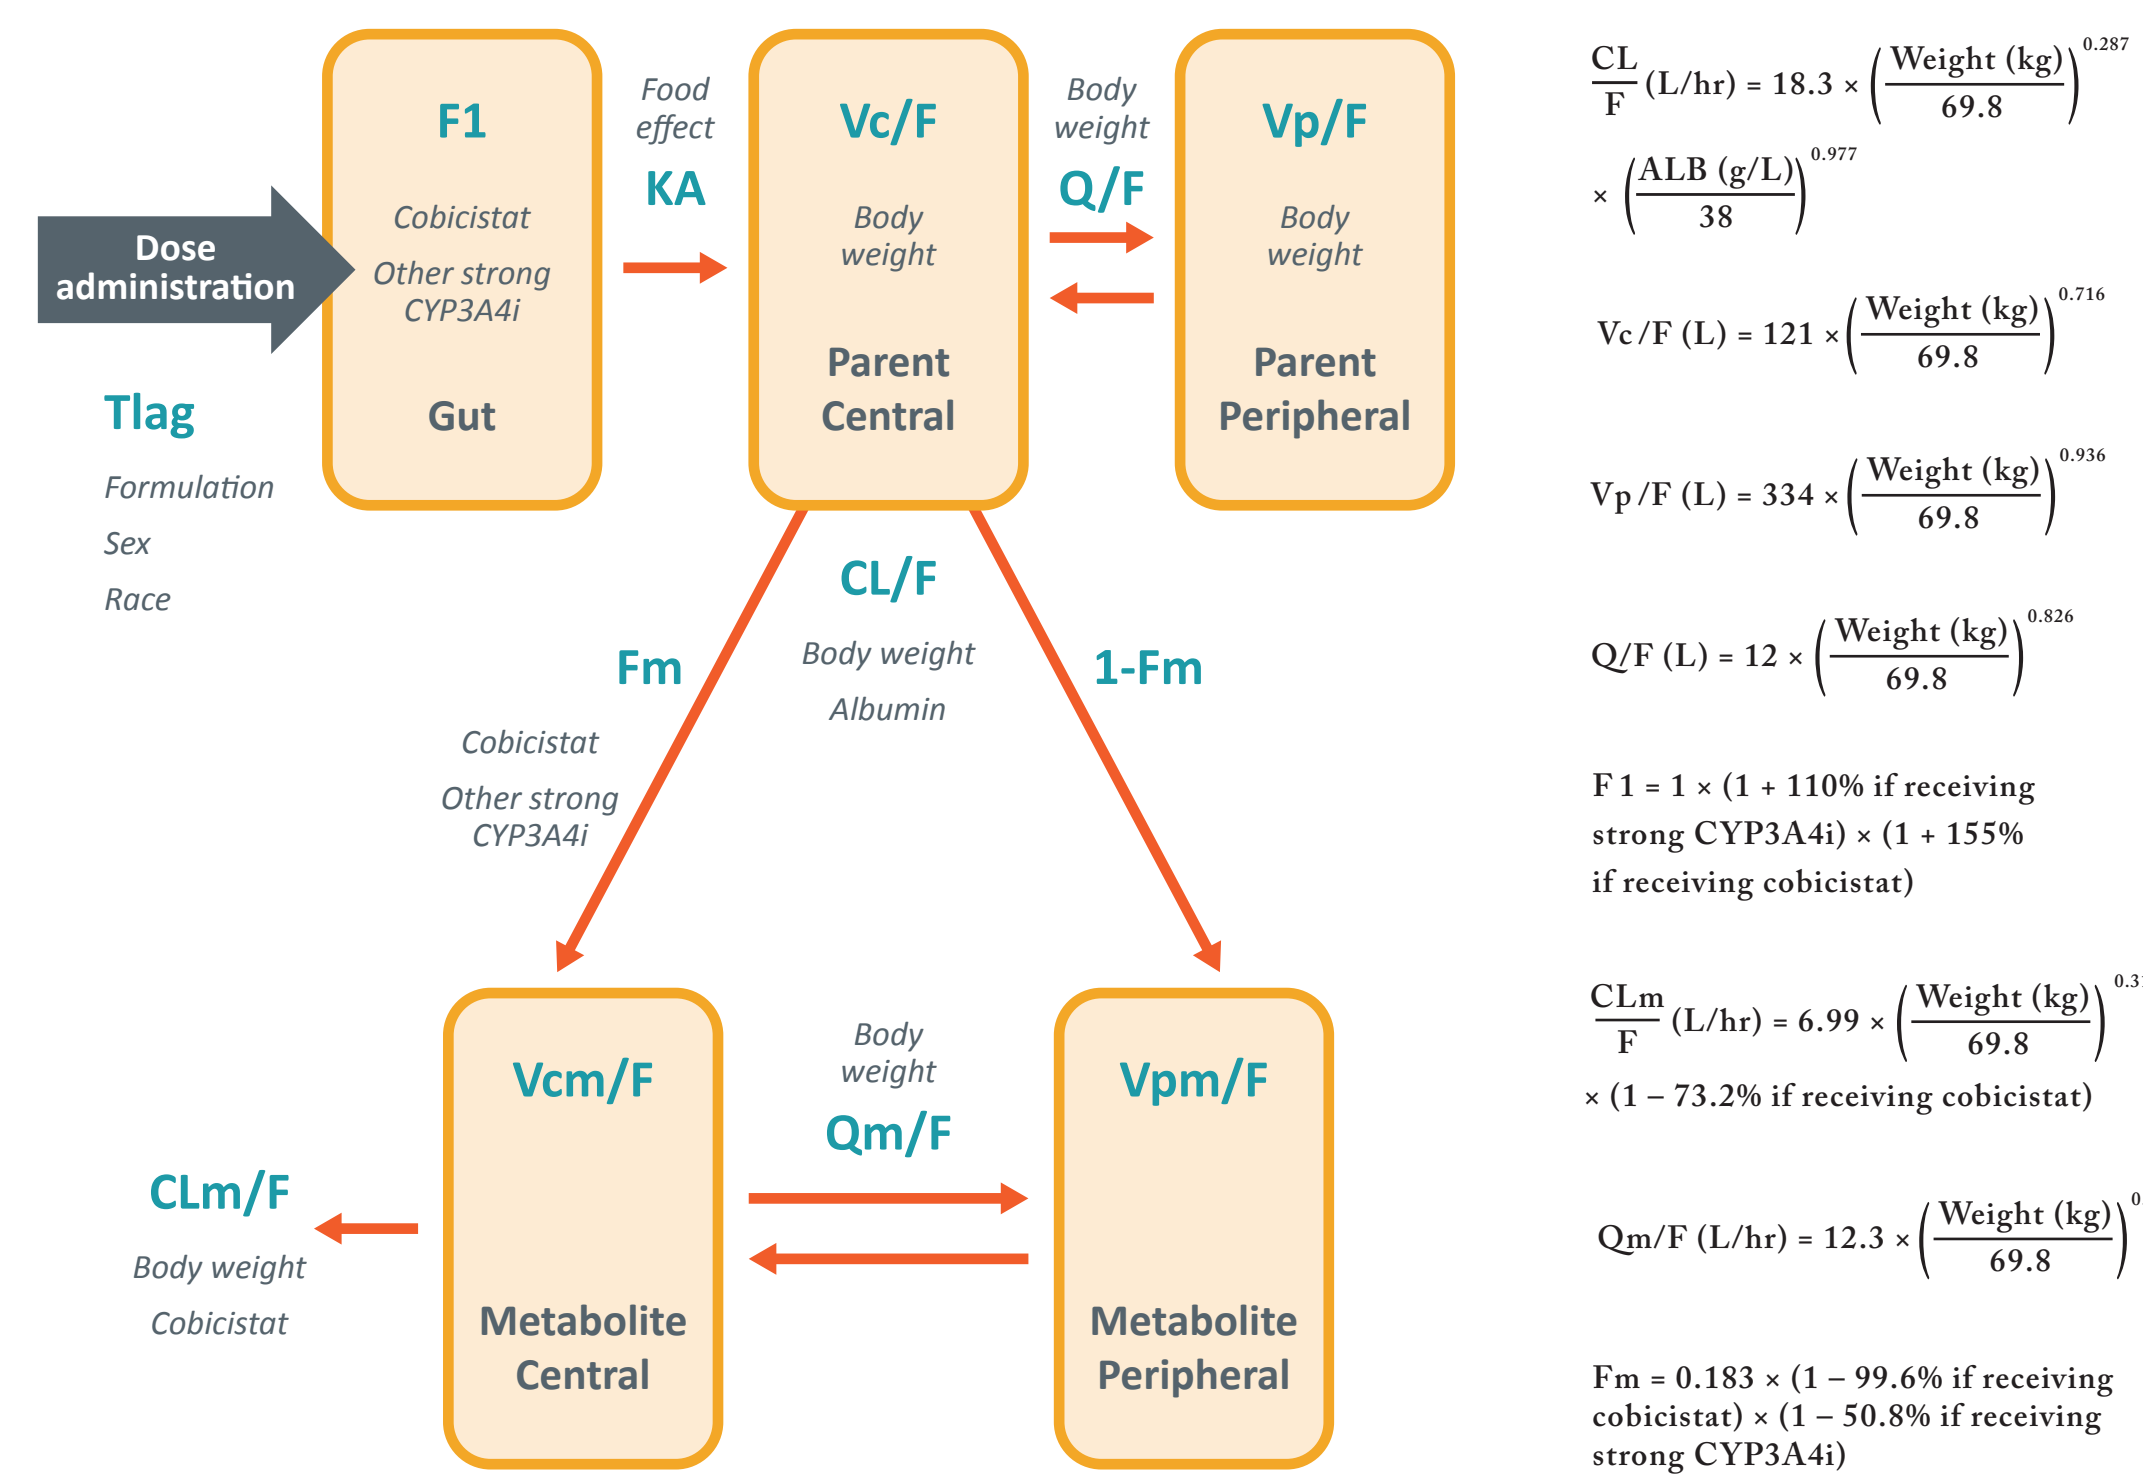 Dose
administration
Tlag
Formulation
Sex
Race
F1
Cobicistat
Other strong
CYP3A4i
Gut
Food
effect
KA
Vc/F
Body
weight
Parent
Central
Body
weight
Q/F
Vp/F
Body
weight
Parent
Peripheral
Fm
Cobicistat
Other strong
CYP3A4i
CL/F
Body weight
Albumin
1-Fm
CLm/F
Body weight
Cobicistat
Vcm/F
Metabolite
Central
Body
weight
Qm/F
Vpm/F
Metabolite
Peripheral
CL/F (L/hr) = 18.3 × (Weight (kg)/69.8)^0.287
× (ALB (g/L)/38)^0.977
Vc/F (L) = 121 × (Weight (kg)/69.8)^0.716
Vp/F (L) = 334 × (Weight (kg)/69.8)^0.936
Q/F (L) = 12 × (Weight (kg)/69.8)^0.826
F1 = 1 × (1 + 110% if receiving
strong CYP3A4i) × (1 + 155%
if receiving cobicistat)
CLm/F (L/hr) = 6.99 × (Weight (kg)/69.8)
× (1 – 73.2% if receiving cobicistat)
Qm/F (L/hr) = 12.3 × (Weight (kg)/69.8)
Fm = 0.183 × (1 – 99.6% if receiving
cobicistat) × (1 – 50.8% if receiving
strong CYP3A4i)